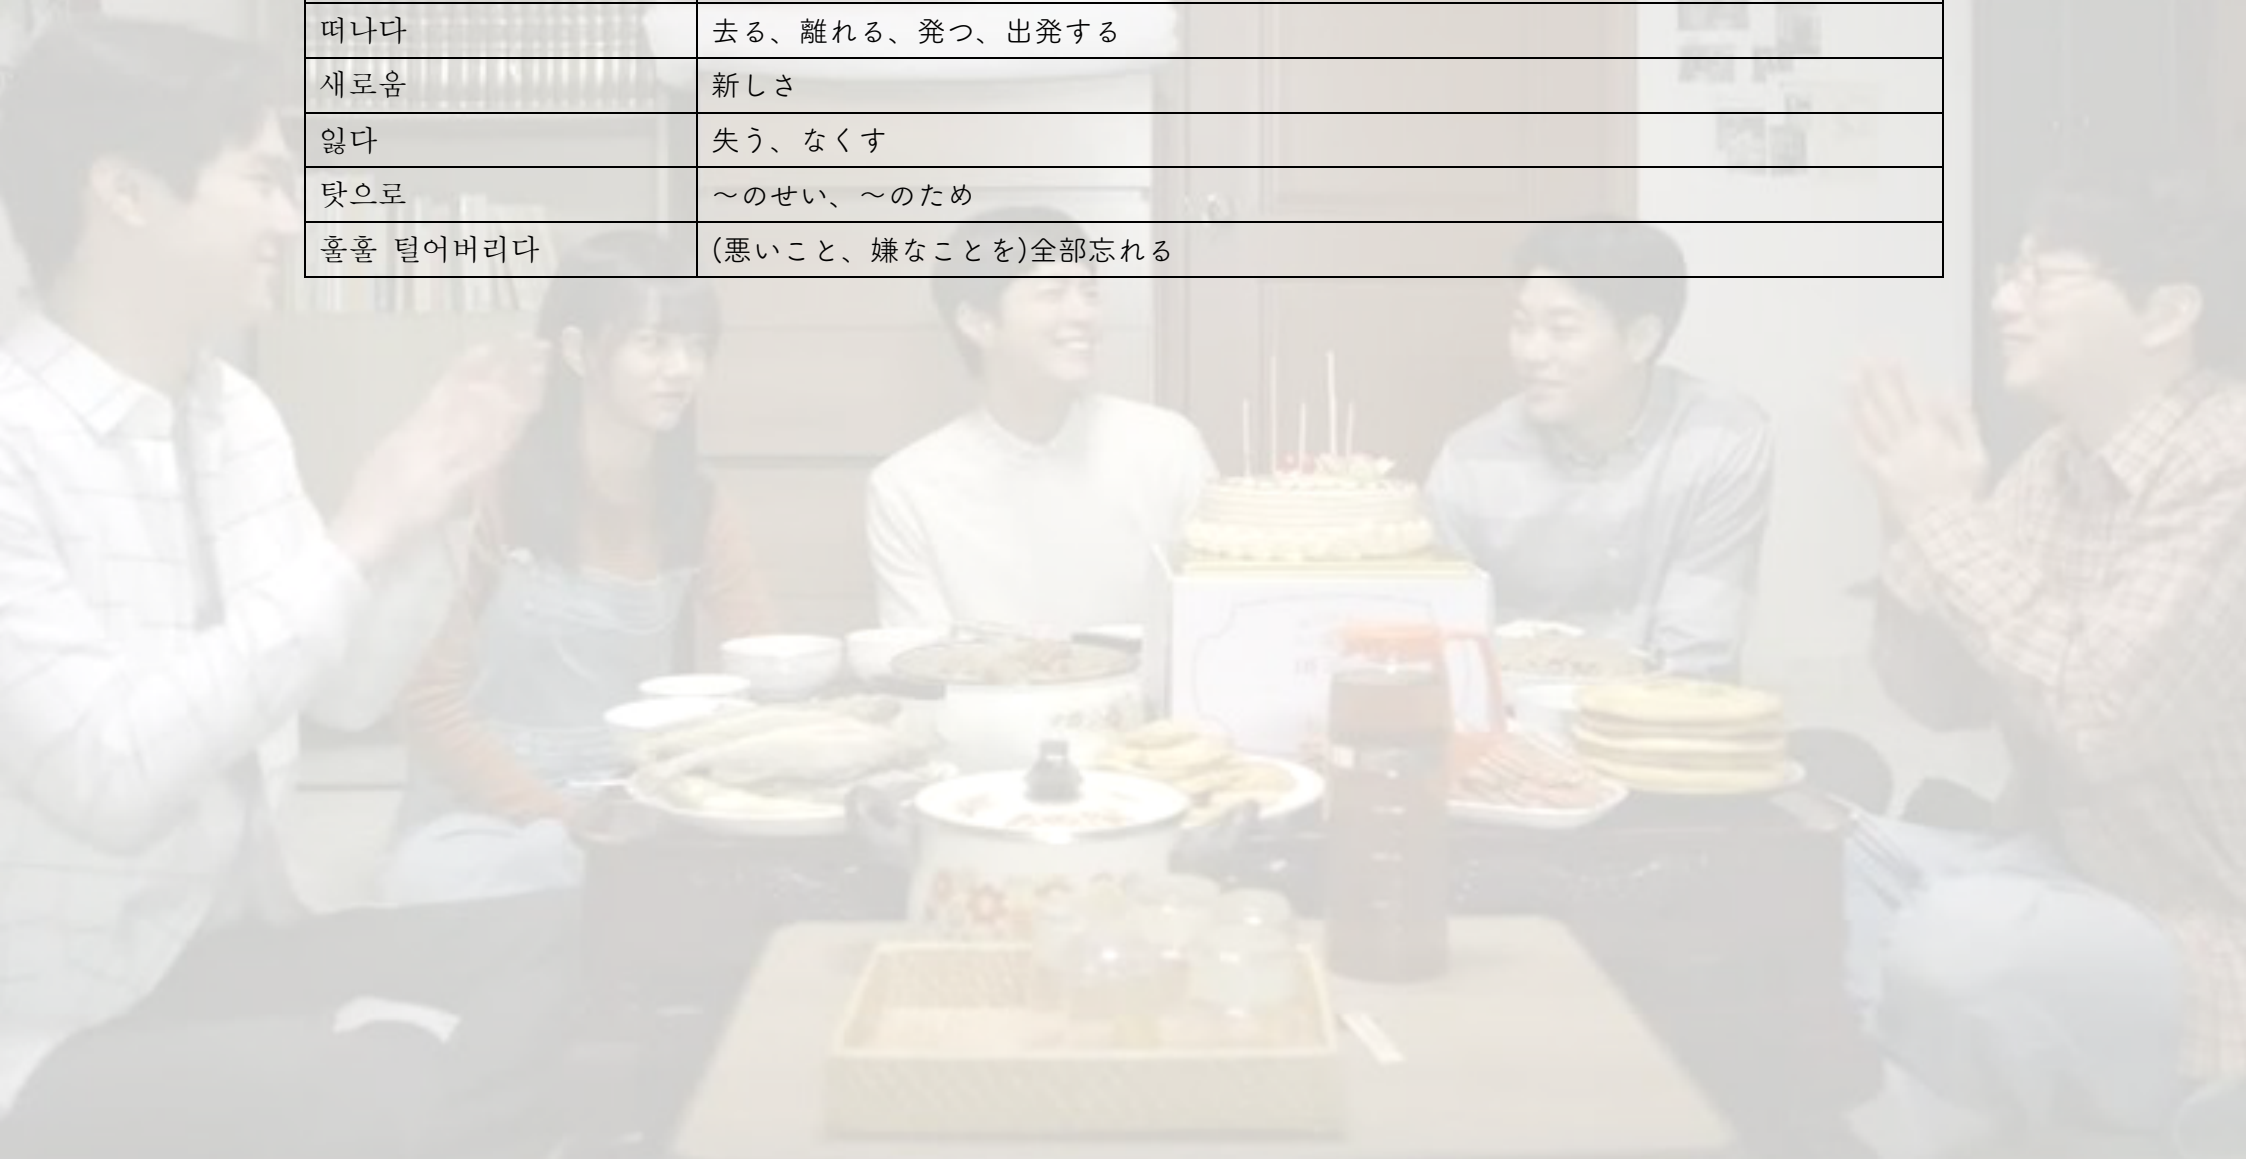 떠나다 去る、離れる、発つ、出発する
새로움 新しさ
잃다 失う、なくす
탓으로 ～のせい、～のため
훌훌 털어버리다 (悪いこと、嫌なことを)全部忘れる